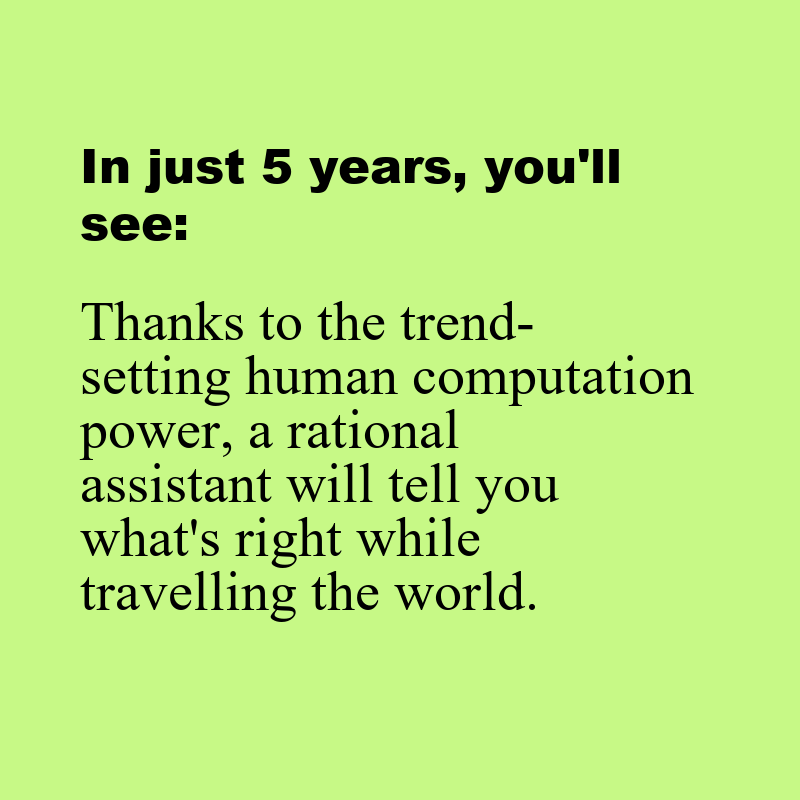 In just 5 years, you'll
see:
Thanks to the trend-
setting human computation
power, a rational
assistant will tell you
what's right while
travelling the world.